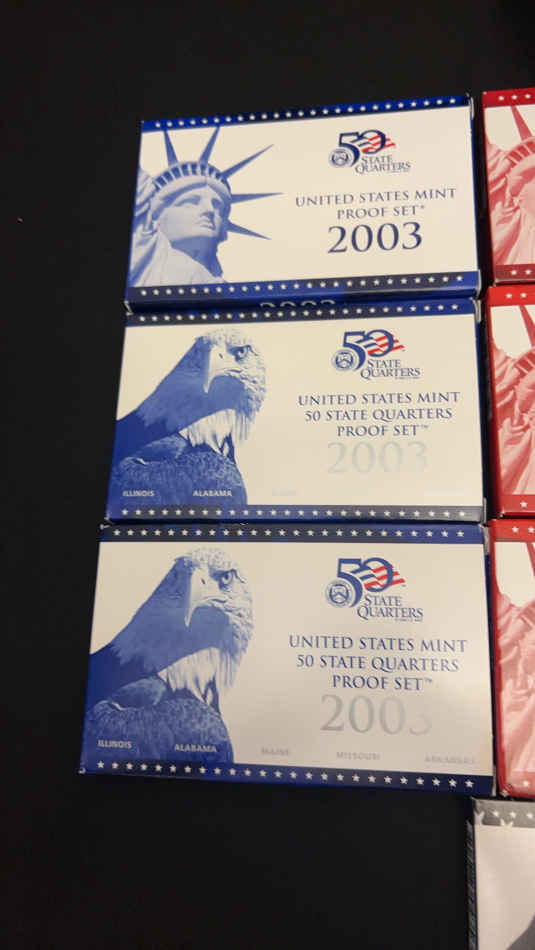 50
STATE
QUARTERS
UNITED STATES MINT
PROOF SET®
2003
2003
50
STATE
QUARTERS
UNITED STATES MINT
50 STATE QUARTERS
PROOF SET™
2003
ILLINOIS ALABAMA
50
STATE
QUARTERS
UNITED STATES MINT
50 STATE QUARTERS
PROOF SET™
2003
ILLINOIS ALABAMA MAINE MISSOURI ARKANSAS